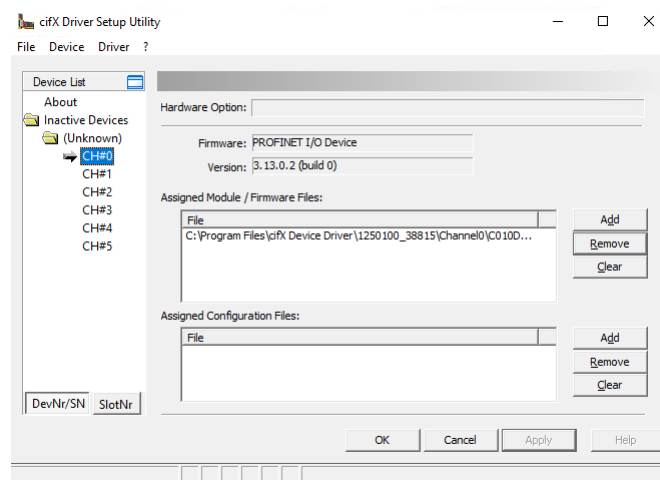 cifX Driver Setup Utility
File Device Driver ?
Device List
About
Inactive Devices
(Unknown)
CH#0
CH#1
CH#2
CH#3
CH#4
CH#5
DevNr/SN SlotNr
Hardware Option:
Firmware: PROFINET I/O Device
Version: 3.13.0.2 (build 0)
Assigned Module / Firmware Files:
File
C:\Program Files\cifX Device Driver\1250100_38815\Channel0\C010D...
Add
Remove
Clear
Assigned Configuration Files:
File
Add
Remove
Clear
OK Cancel Apply Help